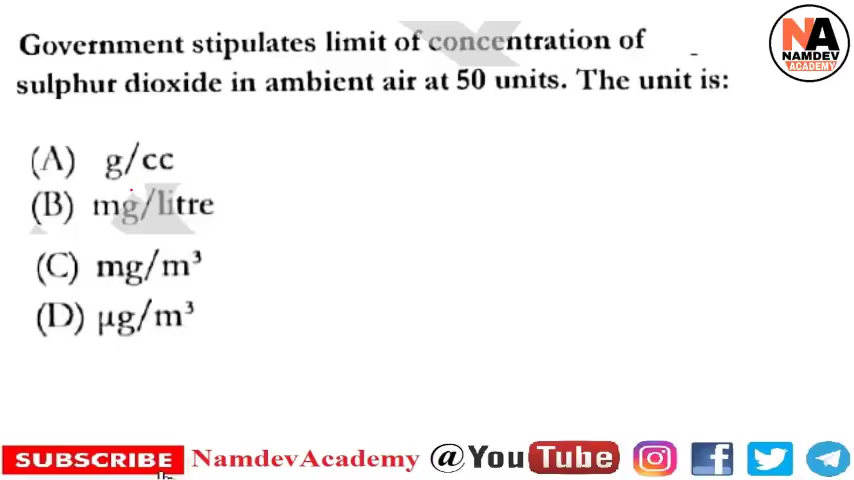 Government stipulates limit of concentration of
sulphur dioxide in ambient air at 50 units. The unit is:
NA
NAMDEV
ACADEMY
(A) g/cc
(B) mg/litre
(C) mg/m³
(D) µg/m³
SUBSCRIBE NamdevAcademy @YouTube